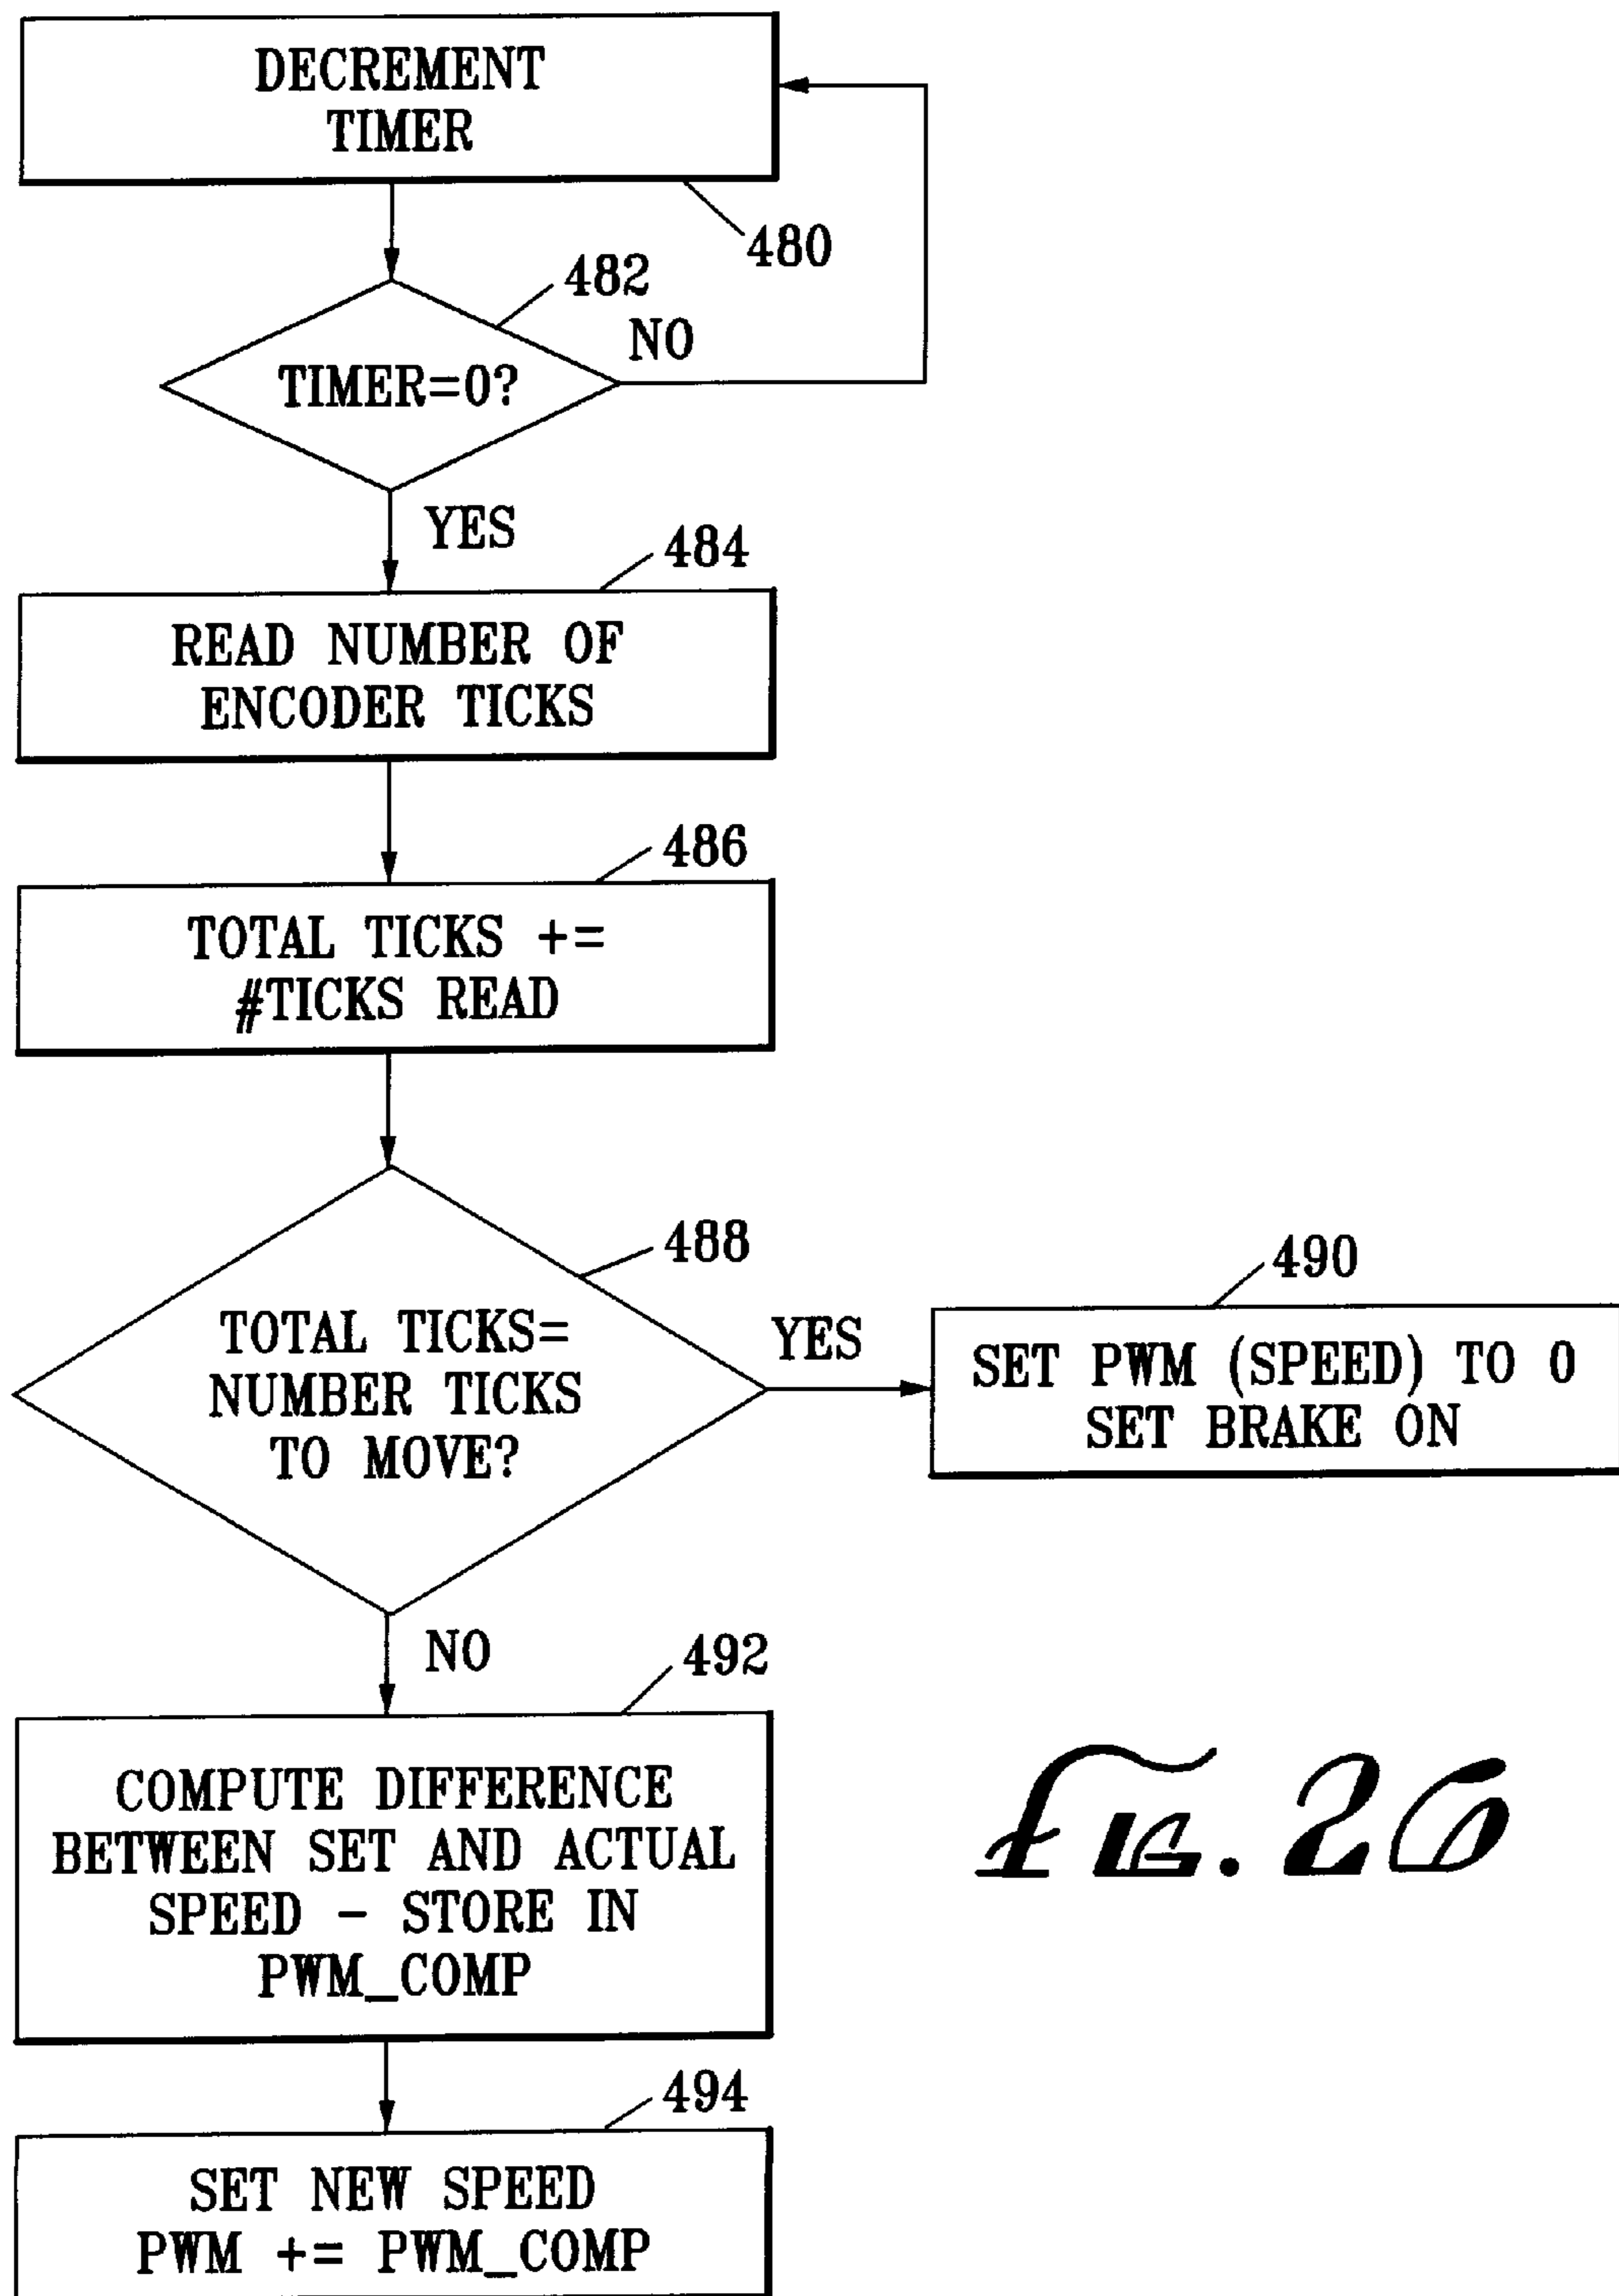 DECREMENT
TIMER
480
482
NO
TIMER=0?
YES
484
READ NUMBER OF
ENCODER TICKS
486
TOTAL TICKS +=
#TICKS READ
488
490
TOTAL TICKS=
NUMBER TICKS
TO MOVE?
YES
SET PWM (SPEED) TO 0
SET BRAKE ON
NO
492
COMPUTE DIFFERENCE
BETWEEN SET AND ACTUAL
SPEED - STORE IN
PWM_COMP
FIG. 26
494
SET NEW SPEED
PWM += PWM_COMP